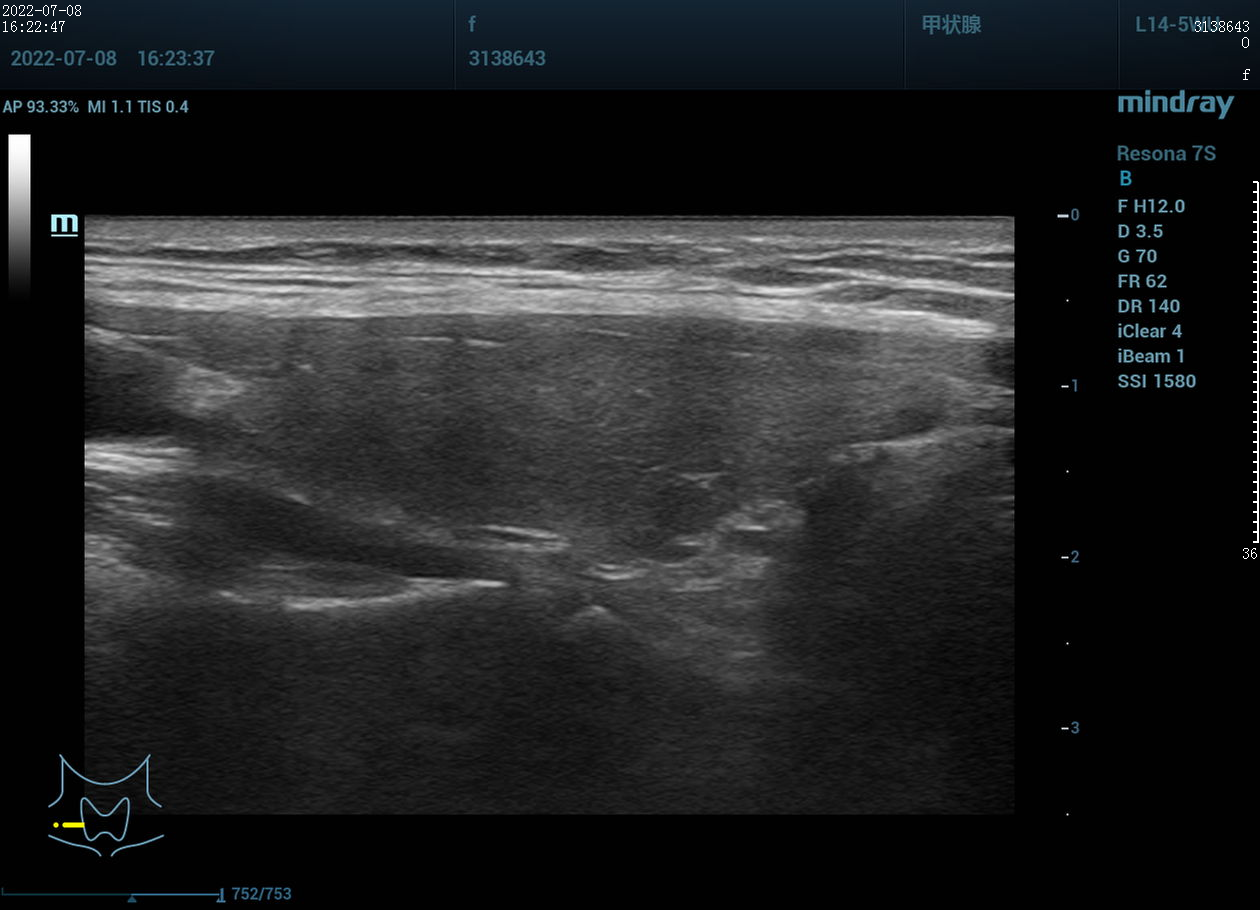 2022-07-08
16:22:47
f
甲状腺
3138643
0
f
2022-07-08 16:23:37
3138643
AP 93.33% MI 1.1 TIS 0.4
mindray
Resona 7S
B
F H12.0
D 3.5
G 70
FR 62
DR 140
iClear 4
iBeam 1
SSI 1580
m
0
1
2
3
36
752/753